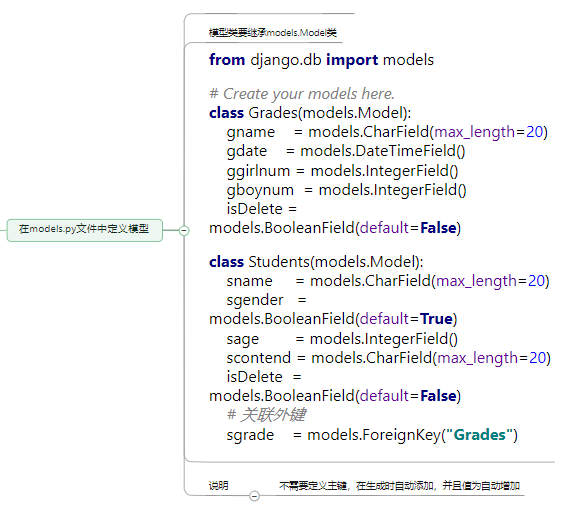 模型类要继承models.Model类
from django.db import models
# Create your models here.
class Grades(models.Model):
gname = models.CharField(max_length=20)
gdate = models.DateTimeField()
ggirlnum = models.IntegerField()
gboynum = models.IntegerField()
isDelete =
models.BooleanField(default=False)
在models.py文件中定义模型
class Students(models.Model):
sname = models.CharField(max_length=20)
sgender =
models.BooleanField(default=True)
sage = models.IntegerField()
scontend = models.CharField(max_length=20)
isDelete =
models.BooleanField(default=False)
# 关联外键
sgrade = models.ForeignKey("Grades")
说明 不需要定义主键，在生成时自动添加，并且值为自动增加